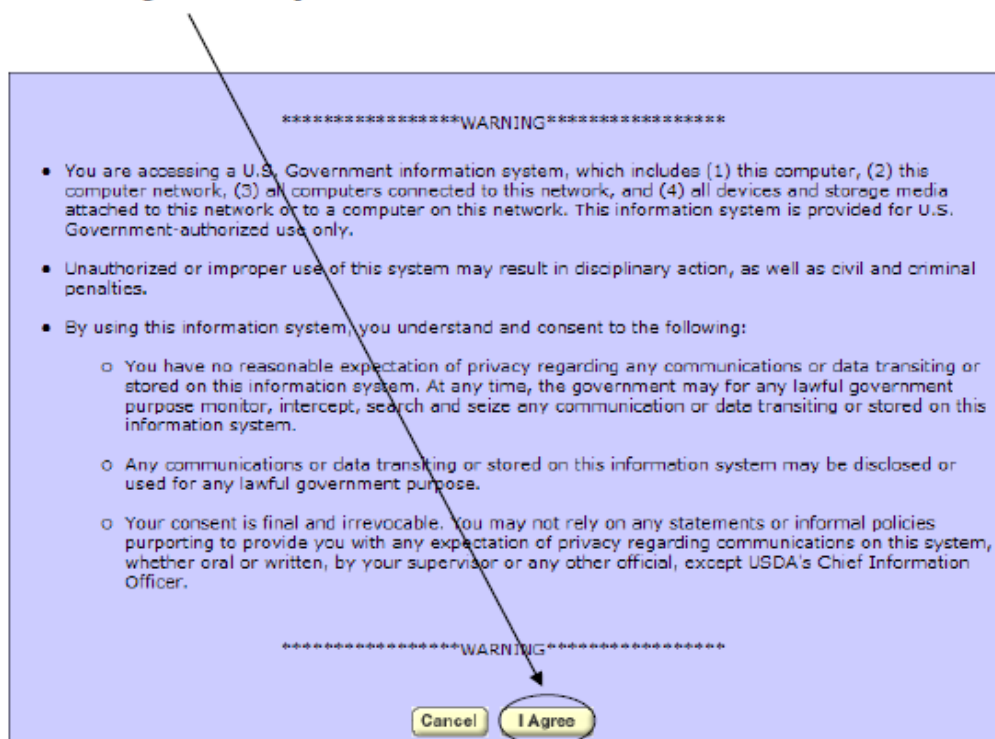 *****************WARNING*****************
● You are accessing a U.S. Government information system, which includes (1) this computer, (2) this
computer network, (3) all computers connected to this network, and (4) all devices and storage media
attached to this network or to a computer on this network. This information system is provided for U.S.
Government-authorized use only.
● Unauthorized or improper use of this system may result in disciplinary action, as well as civil and criminal
penalties.
● By using this information system, you understand and consent to the following:
o You have no reasonable expectation of privacy regarding any communications or data transiting or
stored on this information system. At any time, the government may for any lawful government
purpose monitor, intercept, search and seize any communication or data transiting or stored on this
information system.
o Any communications or data transiting or stored on this information system may be disclosed or
used for any lawful government purpose.
o Your consent is final and irrevocable. You may not rely on any statements or informal policies
purporting to provide you with any expectation of privacy regarding communications on this system,
whether oral or written, by your supervisor or any other official, except USDA's Chief Information
Officer.
*****************WARNING*****************
Cancel I Agree